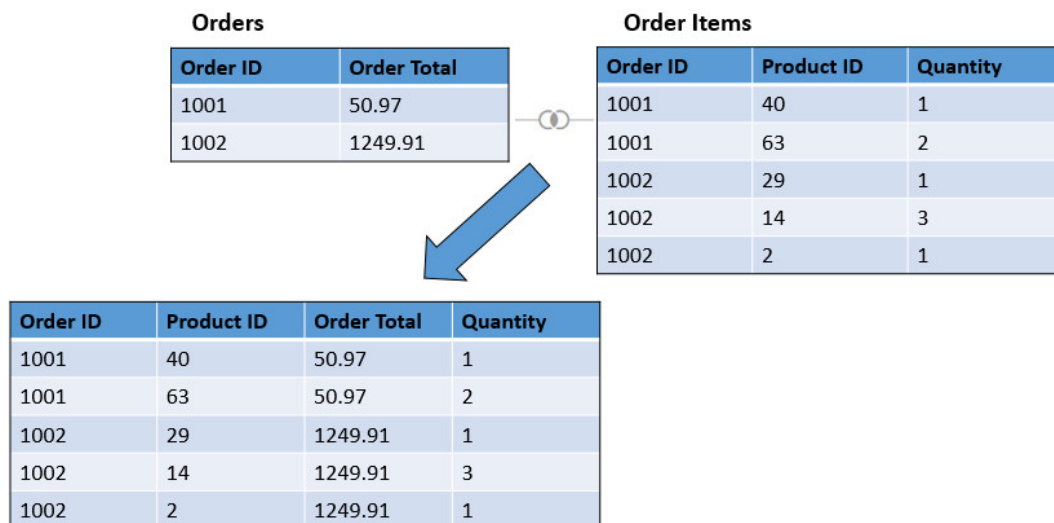 Orders
Order ID Order Total
1001 50.97
1002 1249.91
Order Items
Order ID Product ID Quantity
1001 40 1
1001 63 2
1002 29 1
1002 14 3
1002 2 1
Order ID Product ID Order Total Quantity
1001 40 50.97 1
1001 63 50.97 2
1002 29 1249.91 1
1002 14 1249.91 3
1002 2 1249.91 1